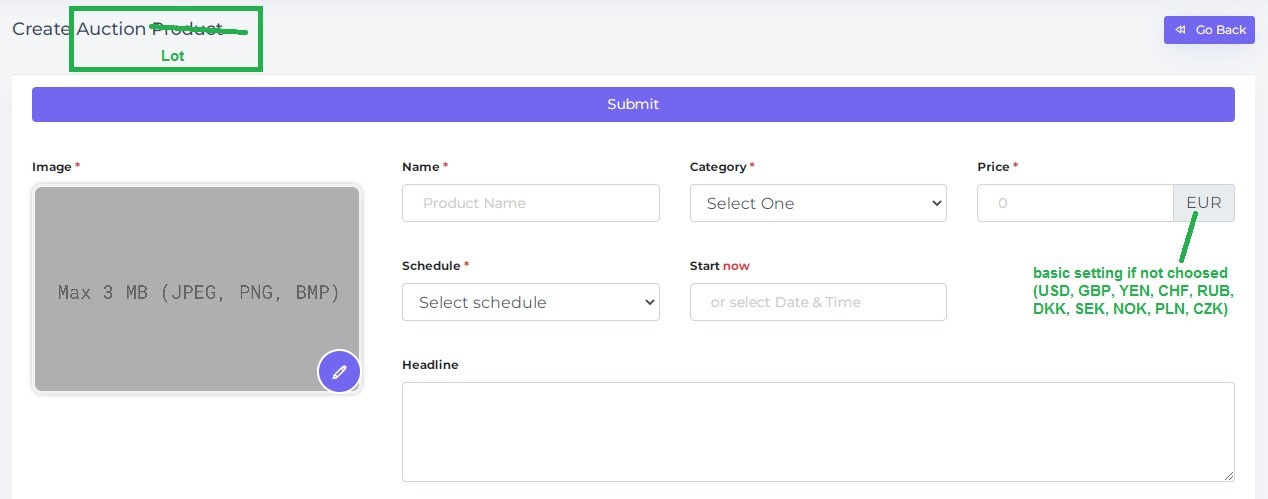 Create Auction Product
Go Back
Lot
Submit
Image *
Name *
Category *
Price *
Product Name
Select One
0
EUR
Max 3 MB (JPEG, PNG, BMP)
Schedule *
Start now
Select schedule
or select Date & Time
basic setting if not choosed
(USD, GBP, YEN, CHF, RUB,
DKK, SEK, NOK, PLN, CZK)
Headline